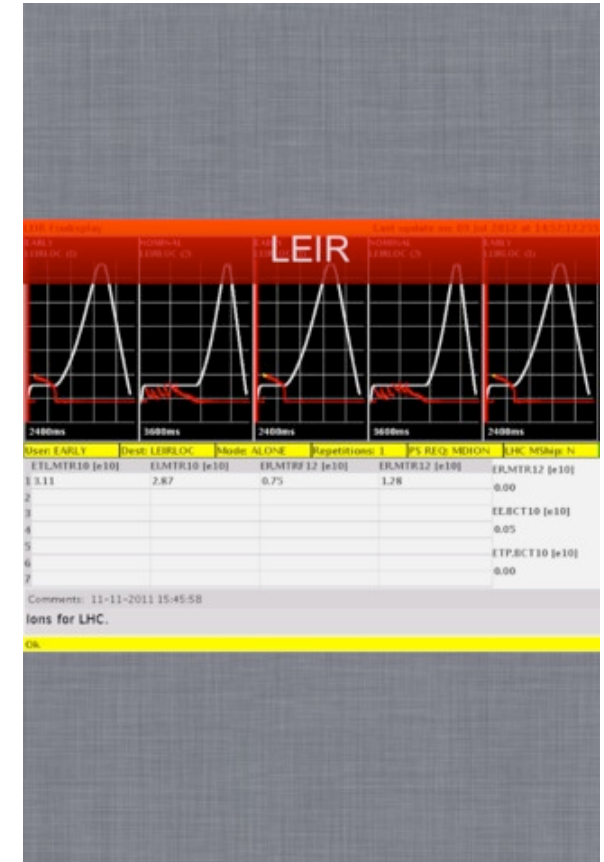 LEIR Fixdisplay Last update on: 09 Jul 2012 at 14:57:17
LEIR
EARLY NOMINAL EARLY NOMINAL EARLY
LEIRLOC LEIRLOC LEIRLOC LEIRLOC LEIRLOC
2400ms 3600ms 2400ms 3600ms 2400ms
User: EARLY Dest: LEIRLOC Mode: ALONE Repetitions: 1 PS REQ: MDION LHC MShip: N
ETL.MTR10 [e10] EI.MTR10 [e10] ER.MTRF12 [e10] ER.MTR12 [e10] ER.MTR12 [e10]
1 3.11 2.87 0.75 1.28 0.00
2
3 EE.BCT10 [e10]
4 0.05
5
6 ETP.BCT10 [e10]
7 0.00
Comments: 11-11-2011 15:45:58
Ions for LHC.
Ok